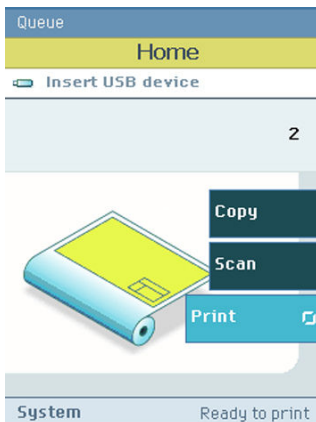 Queue
Home
Insert USB device
2
Copy
Scan
Print
System Ready to print